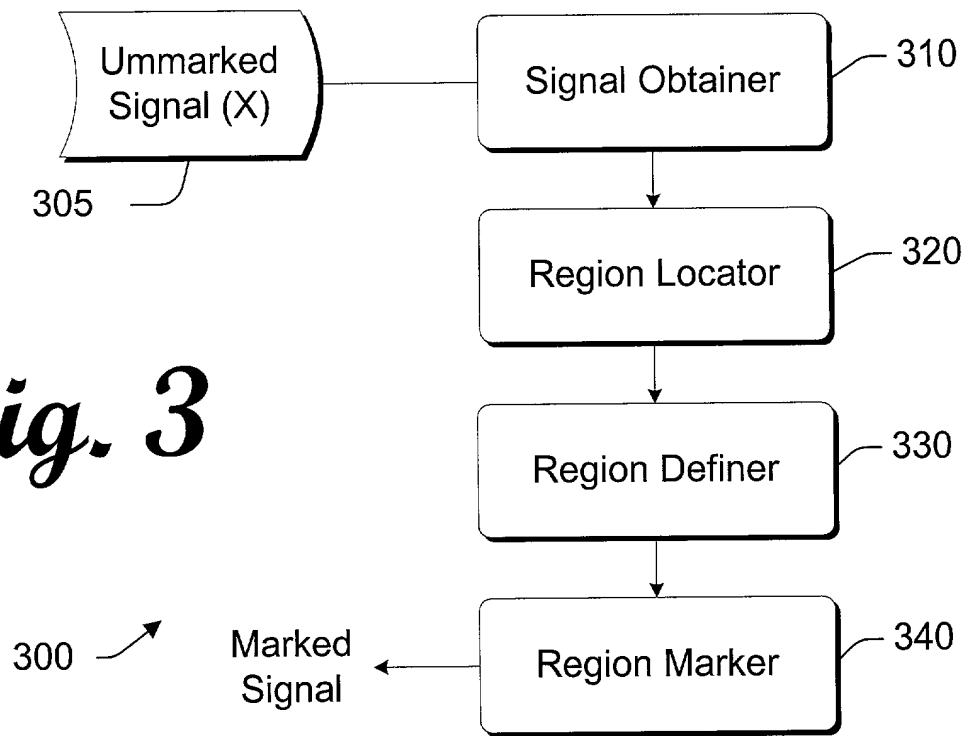 Ummarked
Signal (X)
305
Signal Obtainer
310
Region Locator
320
ig. 3
Region Definer
330
Region Marker
340
300
Marked
Signal